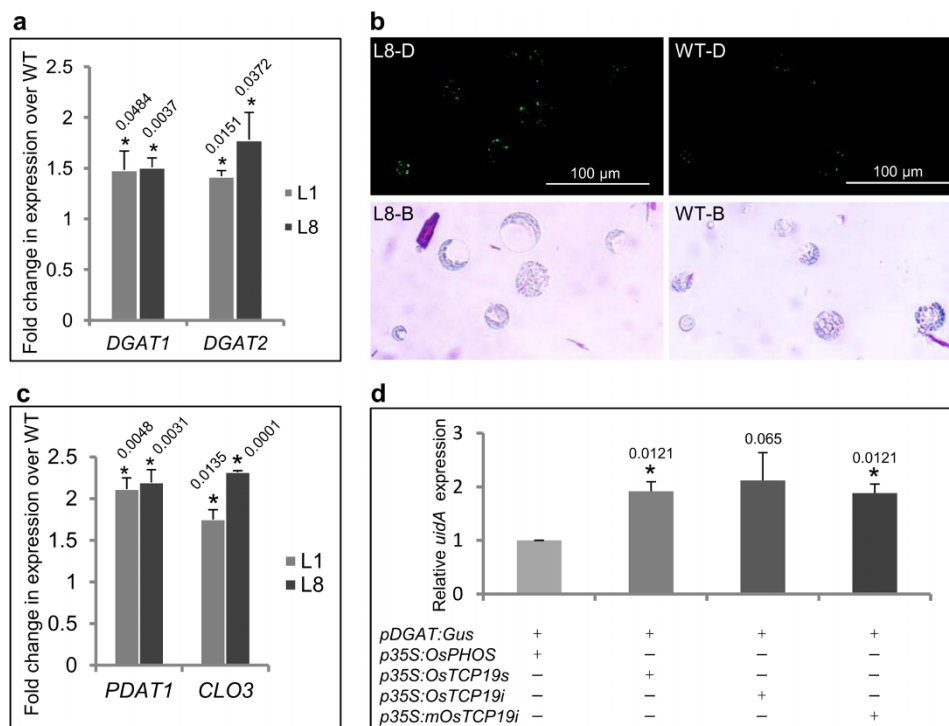 a
Fold change in expression over WT
2.5
2
1.5
1
0.5
0
0.0484
0.0037
0.0151
0.0372
*
*
*
*
L1
L8
DGAT1 DGAT2
b
L8-D
100 µm
WT-D
100 µm
L8-B
WT-B
c
Fold change in expression over WT
2.5
2
1.5
1
0.5
0
0.0048
0.0031
0.0135
0.0001
*
*
*
*
L1
L8
PDAT1 CLO3
d
Relative uidA expression
3
2
1
0
0.0121
*
0.065
0.0121
*
pDGAT:Gus + + + +
p35S:OsPHOS + – – –
p35S:OsTCP19s – + – –
p35S:OsTCP19i – – + –
p35S:mOsTCP19i – – – +